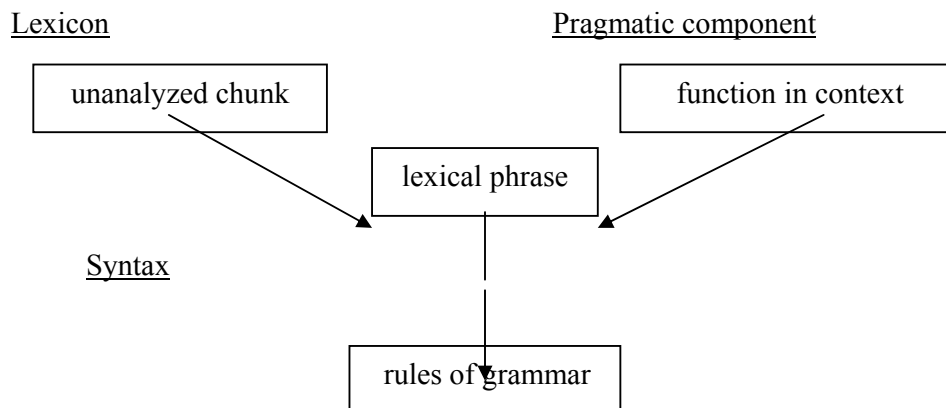 Lexicon Pragmatic component
unanalyzed chunk function in context
lexical phrase
Syntax
rules of grammar